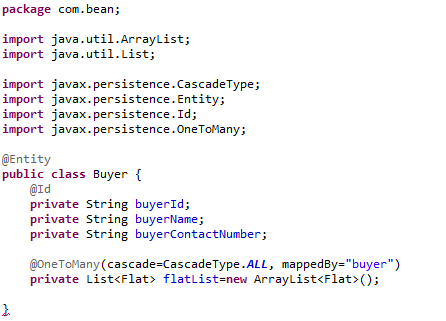 package com.bean;
import java.util.ArrayList;
import java.util.List;
import javax.persistence.CascadeType;
import javax.persistence.Entity;
import javax.persistence.Id;
import javax.persistence.OneToMany;
@Entity
public class Buyer {
@Id
private String buyerId;
private String buyerName;
private String buyerContactNumber;
@OneToMany(cascade=CascadeType.ALL, mappedBy="buyer")
private List<Flat> flatList=new ArrayList<Flat>();
}